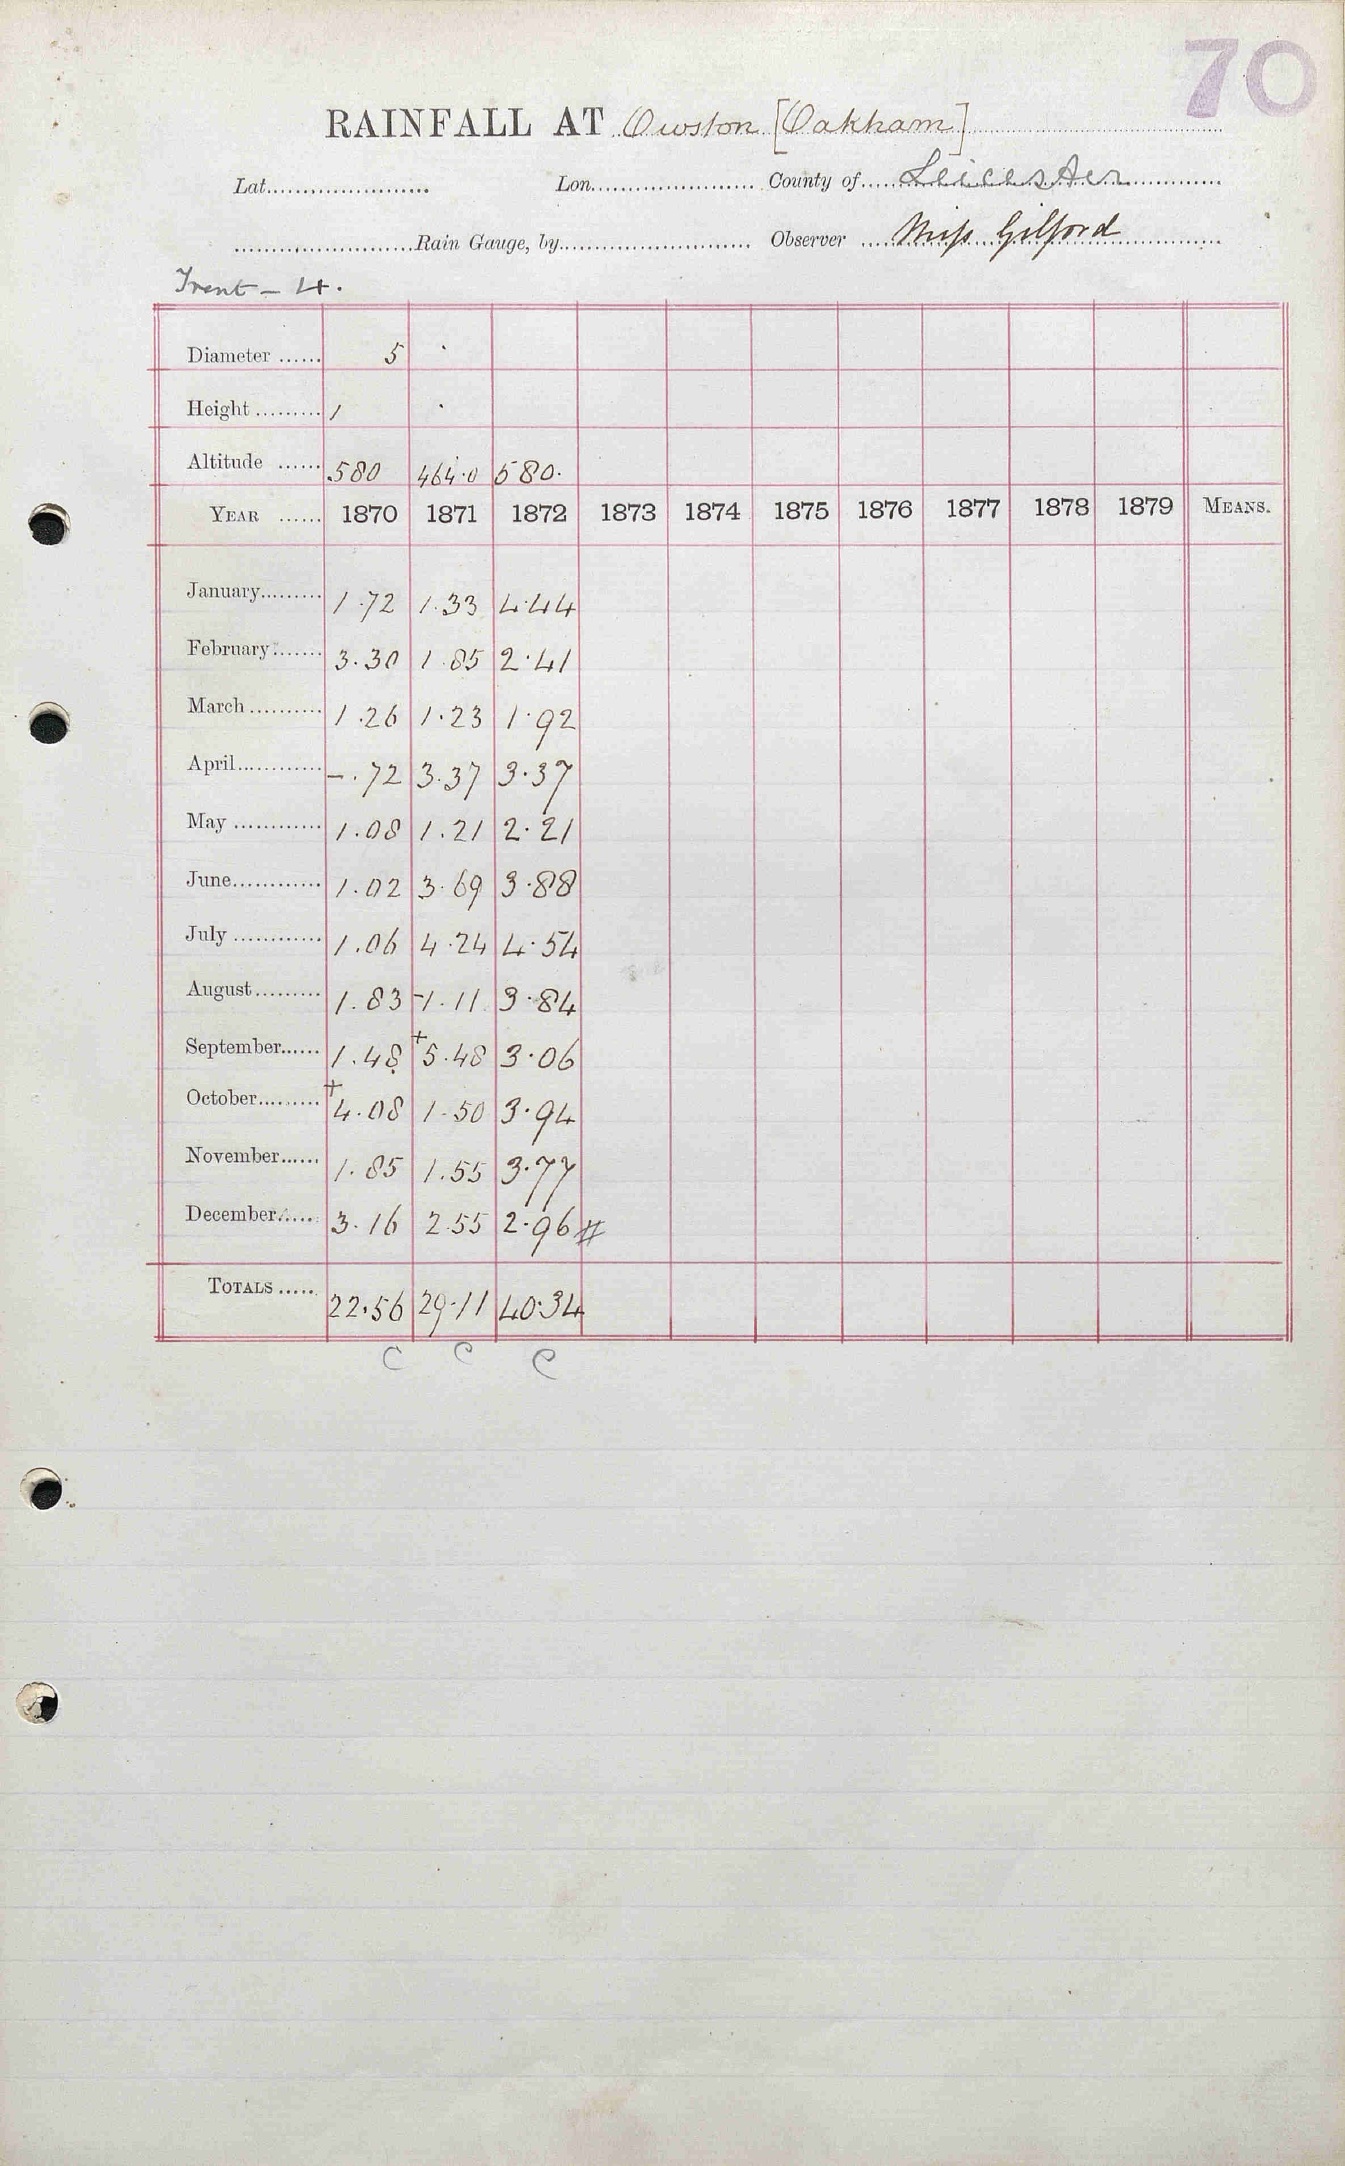 70
RAINFALL AT Owston [Oakham]
Lat. Lon. County of Leicester
Rain Gauge, by Observer Miss Gilford
Trent - 4.
Diameter 5
Height 1
Altitude 580 464.0 580.
YEAR 1870 1871 1872 1873 1874 1875 1876 1877 1878 1879 MEANS.
January 1.72 1.33 4.44
February 3.30 1.85 2.41
March 1.26 1.23 1.92
April -.72 3.37 3.37
May 1.08 1.21 2.21
June 1.02 3.69 3.88
July 1.06 4.24 4.54
August 1.83 -1.11 3.84
September 1.48 +5.48 3.06
October +4.08 1.50 3.94
November 1.85 1.55 3.77
December 3.16 2.55 2.96 #
TOTALS 22.56 29.11 40.34
C C C